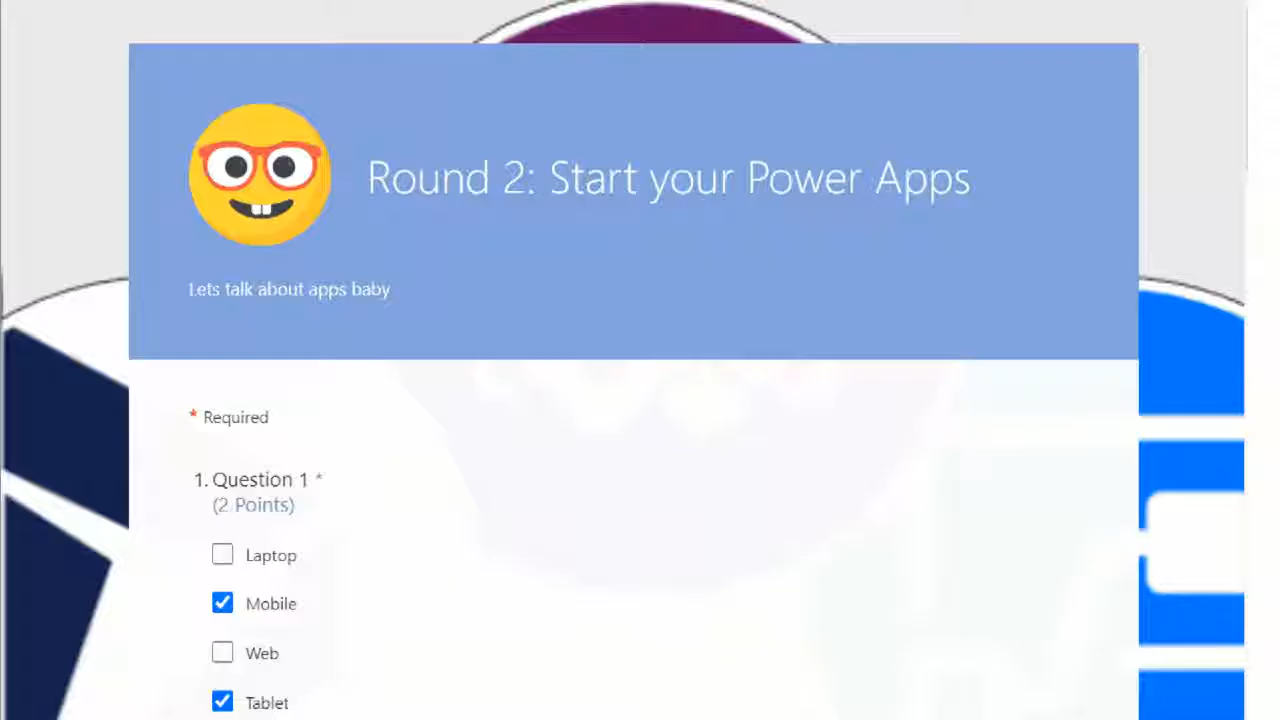 Round 2: Start your Power Apps
Lets talk about apps baby
* Required
1. Question 1 *
(2 Points)
Laptop
Mobile
Web
Tablet